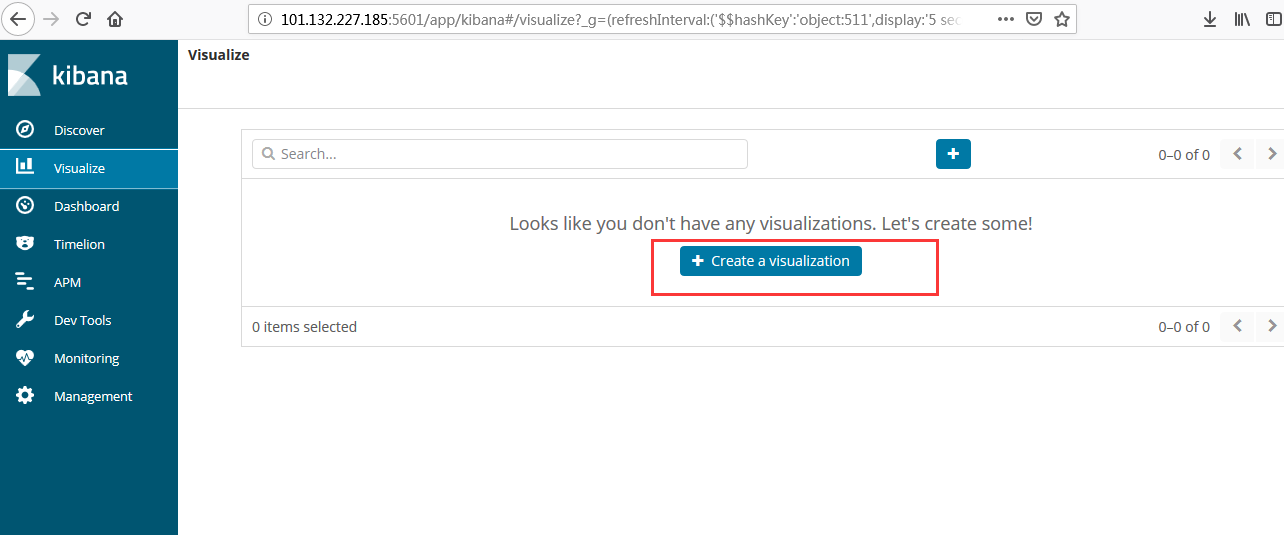 101.132.227.185:5601/app/kibana#/visualize?_g=(refreshInterval:('$$hashKey':'object:511',display:'5 sec
Visualize
kibana
Discover
Visualize
Dashboard
Timelion
APM
Dev Tools
Monitoring
Management
Search...
0–0 of 0
Looks like you don't have any visualizations. Let's create some!
Create a visualization
0 items selected
0–0 of 0